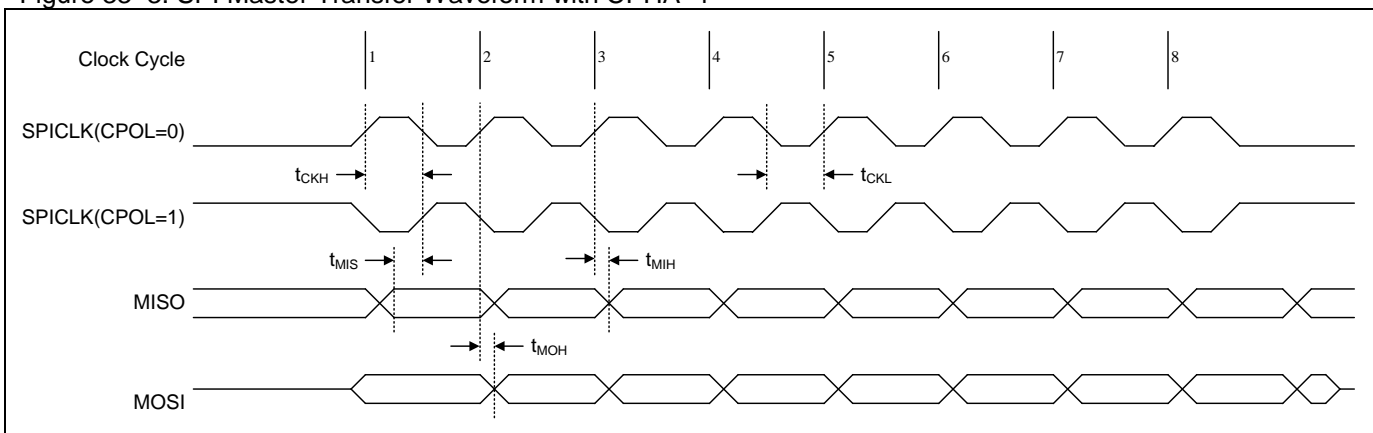 Clock Cycle 1 2 3 4 5 6 7 8
SPICLK(CPOL=0)
tCKH tCKL
SPICLK(CPOL=1)
tMIS tMIH
MISO
tMOH
MOSI